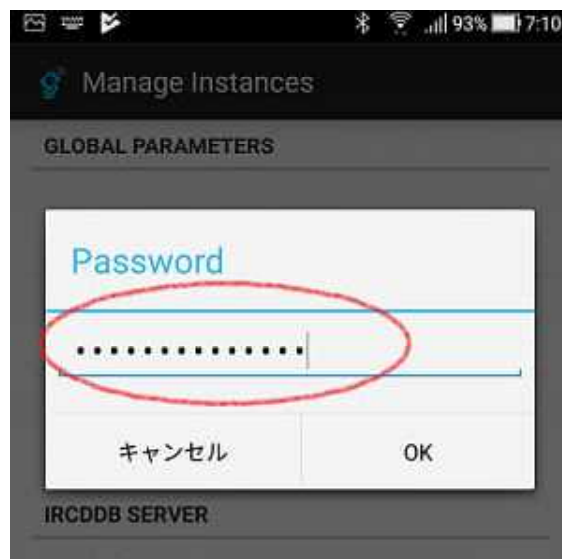 93% 7:10
Manage Instances
GLOBAL PARAMETERS
Password
••••••••••••••
キャンセル OK
IRCDDB SERVER